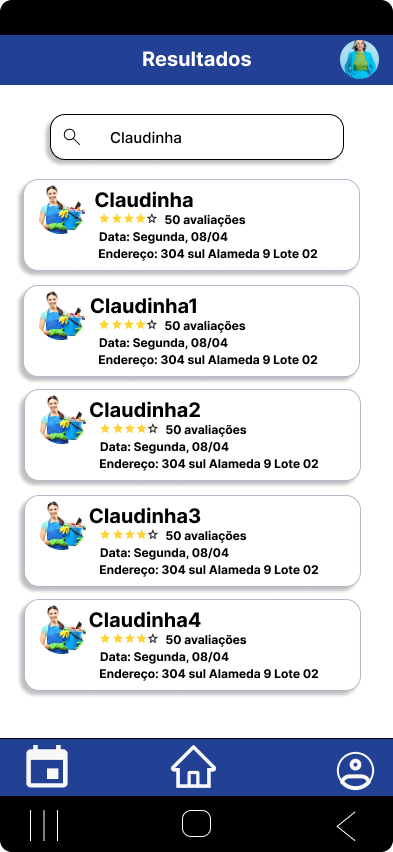 Resultados
Claudinha
Claudinha
50 avaliações
Data: Segunda, 08/04
Endereço: 304 sul Alameda 9 Lote 02
Claudinha1
50 avaliações
Data: Segunda, 08/04
Endereço: 304 sul Alameda 9 Lote 02
Claudinha2
50 avaliações
Data: Segunda, 08/04
Endereço: 304 sul Alameda 9 Lote 02
Claudinha3
50 avaliações
Data: Segunda, 08/04
Endereço: 304 sul Alameda 9 Lote 02
Claudinha4
50 avaliações
Data: Segunda, 08/04
Endereço: 304 sul Alameda 9 Lote 02